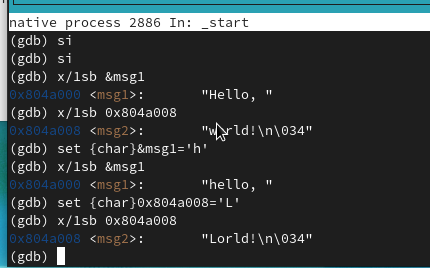 native process 2886 In: _start
(gdb) si
(gdb) si
(gdb) x/1sb &msg1
0x804a000 <msg1>: "Hello, "
(gdb) x/1sb 0x804a008
0x804a008 <msg2>: "world!\n\034"
(gdb) set {char}&msg1='h'
(gdb) x/1sb &msg1
0x804a000 <msg1>: "hello, "
(gdb) set {char}0x804a008='L'
(gdb) x/1sb 0x804a008
0x804a008 <msg2>: "Lorld!\n\034"
(gdb)